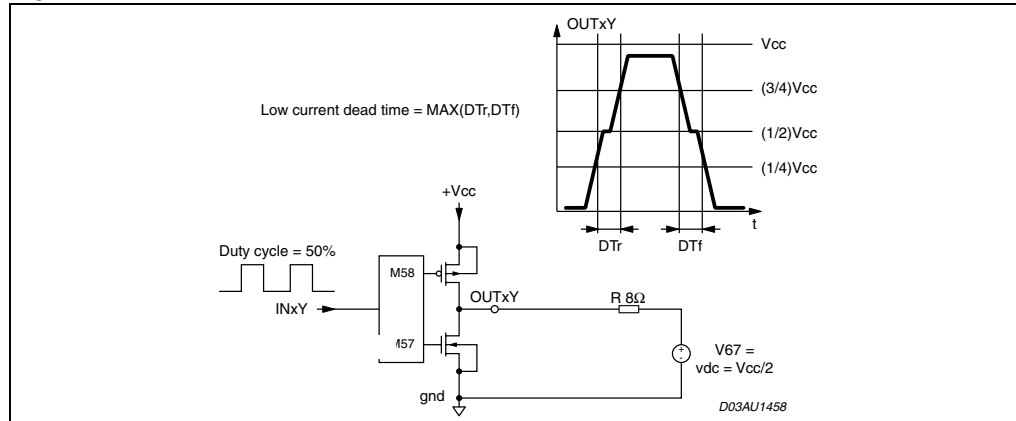 OUTxY
Vcc
(3/4)Vcc
Low current dead time = MAX(DTr,DTf)
(1/2)Vcc
(1/4)Vcc
+Vcc
t
DTr
DTf
Duty cycle = 50%
M58
OUTxY
R 8Ω
INxY
V67 =
vdc = Vcc/2
+
-
gnd
D03AU1458